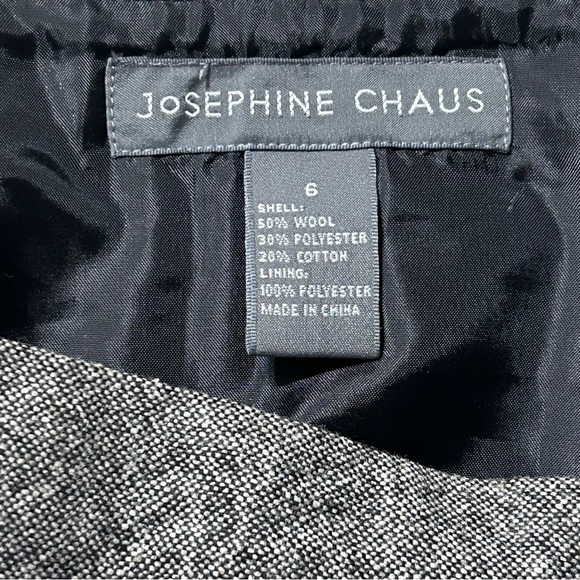 JoSEPHINE CHAUS
6
SHELL:
50% WOOL
30% POLYESTER
20% COTTON
LINING:
100% POLYESTER
MADE IN CHINA